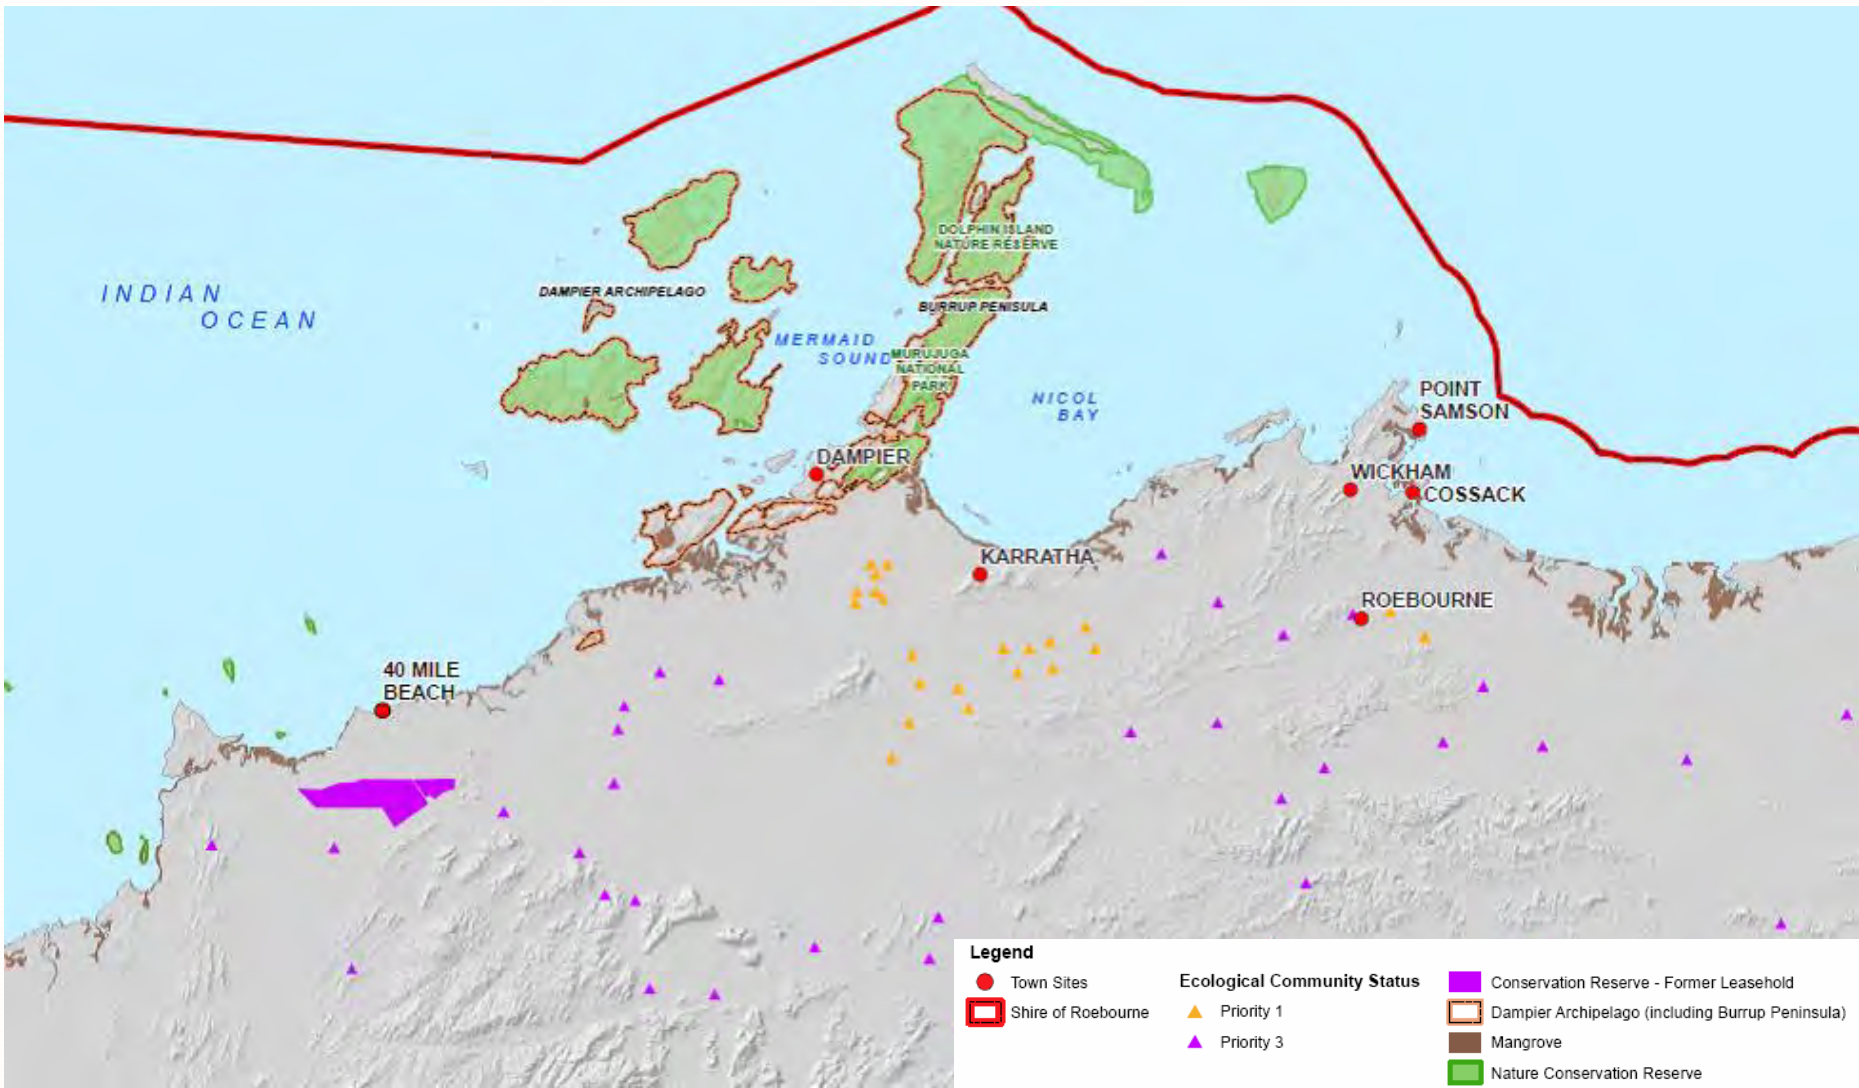 INDIAN
OCEAN
DAMPIER ARCHIPELAGO
DOLPHIN ISLAND
NATURE RESERVE
BURRUP PENISULA
MERMAID
SOUND
MURUJUGA
NATIONAL
PARK
NICOL
BAY
POINT
SAMSON
DAMPIER
WICKHAM
COSSACK
KARRATHA
ROEBOURNE
40 MILE
BEACH
Legend
Town Sites
Shire of Roebourne
Ecological Community Status
Priority 1
Priority 3
Conservation Reserve - Former Leasehold
Dampier Archipelago (including Burrup Peninsula)
Mangrove
Nature Conservation Reserve